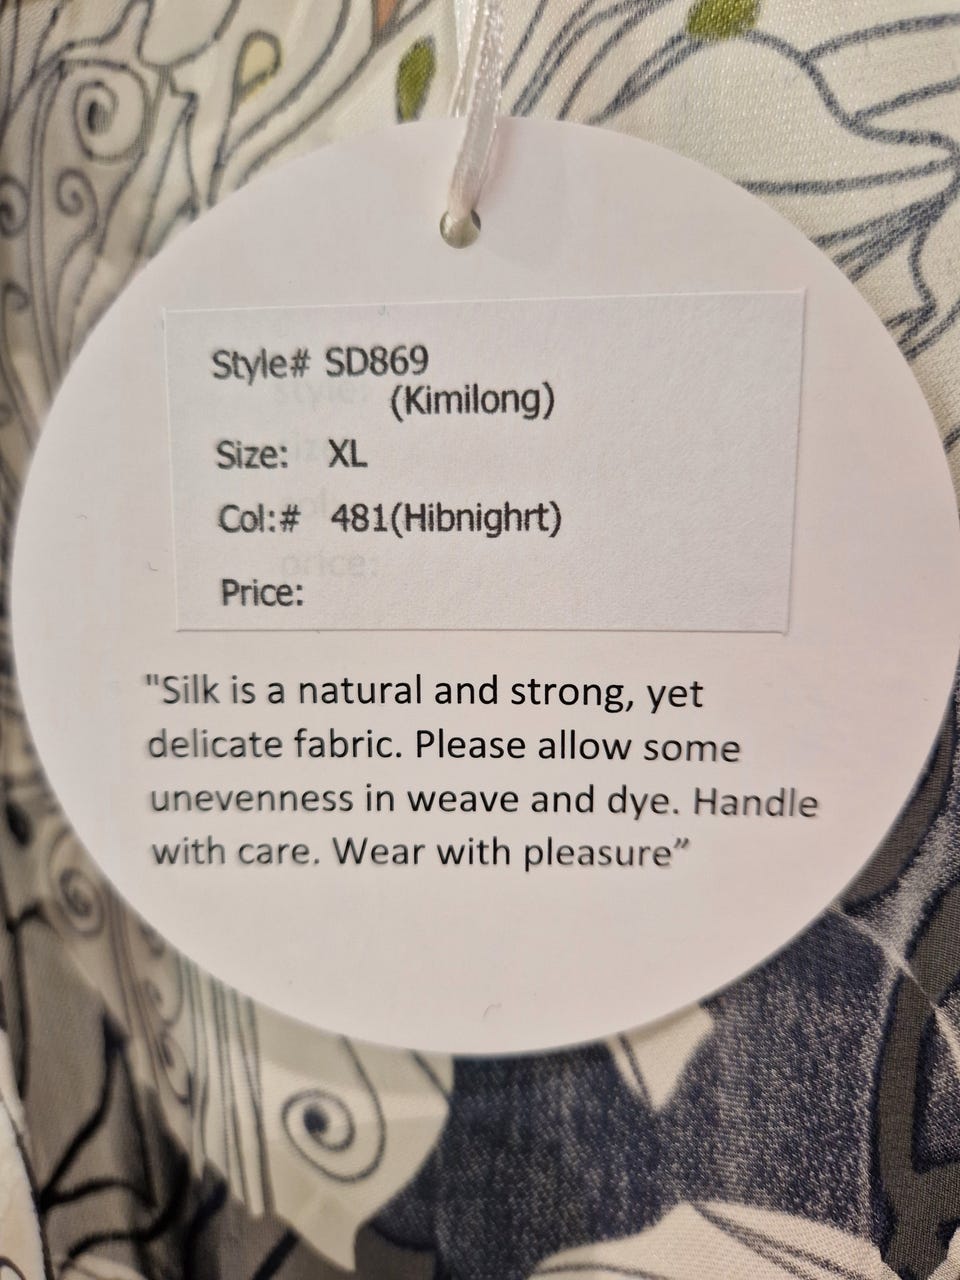 Style# SD869
(Kimilong)
Size: XL
Col:# 481(Hibnighrt)
Price:
"Silk is a natural and strong, yet
delicate fabric. Please allow some
unevenness in weave and dye. Handle
with care. Wear with pleasure”